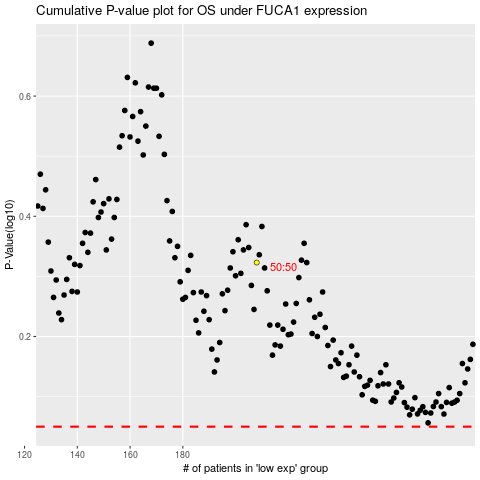 Cumulative P-value plot for OS under FUCA1 expression
P-Value(log10)
0.6
0.4
0.2
50:50
120 140 160 180
# of patients in 'low exp' group